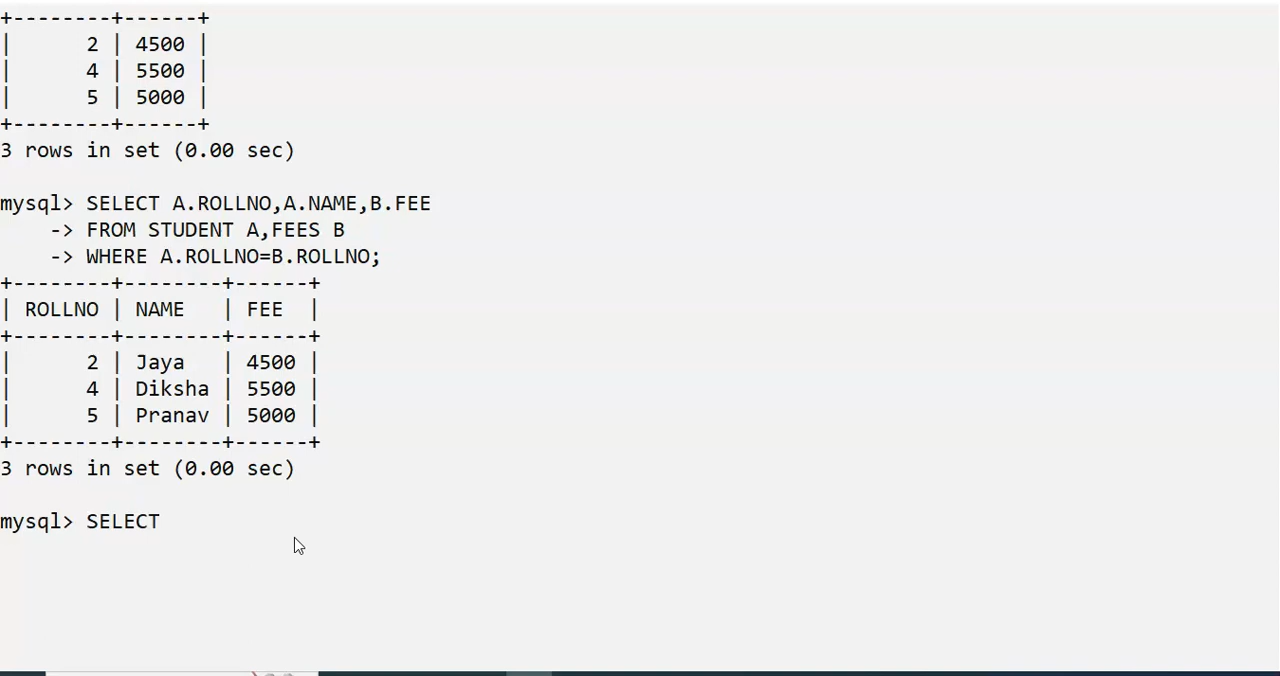 +--------+------+
|      2 | 4500 |
|      4 | 5500 |
|      5 | 5000 |
+--------+------+
3 rows in set (0.00 sec)
mysql> SELECT A.ROLLNO,A.NAME,B.FEE
    -> FROM STUDENT A,FEES B
    -> WHERE A.ROLLNO=B.ROLLNO;
+--------+--------+------+
| ROLLNO | NAME   | FEE  |
+--------+--------+------+
|      2 | Jaya   | 4500 |
|      4 | Diksha | 5500 |
|      5 | Pranav | 5000 |
+--------+--------+------+
3 rows in set (0.00 sec)
mysql> SELECT